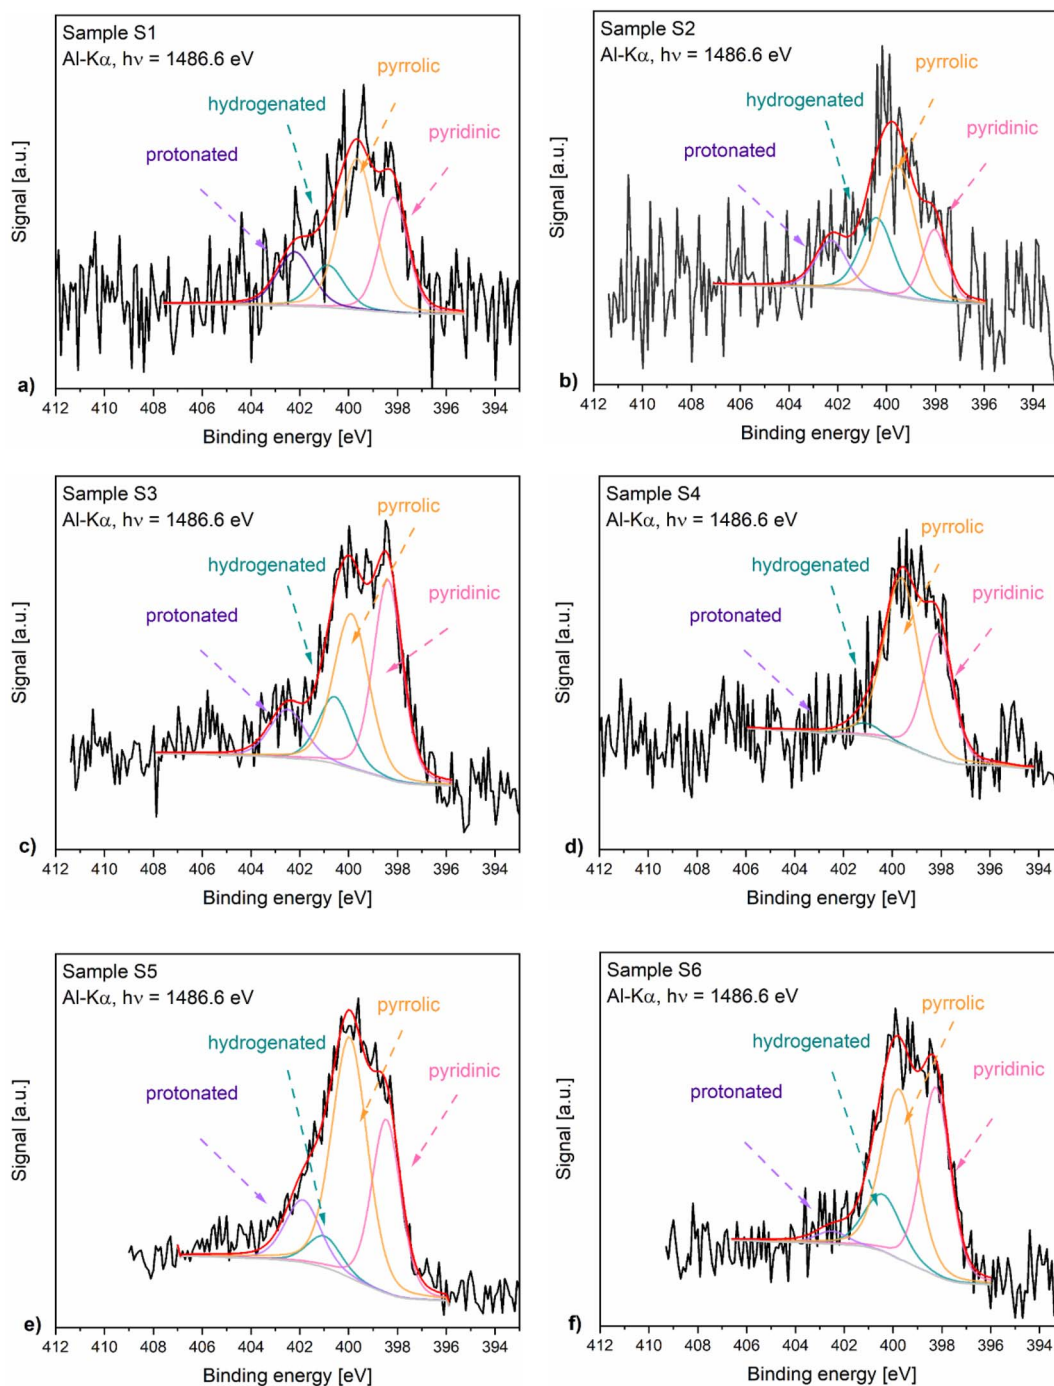 Sample S1
Al-Kα, hν = 1486.6 eV
pyrrolic
hydrogenated
pyridinic
protonated
Signal [a.u.]
a)
412 410 408 406 404 402 400 398 396 394
Binding energy [eV]
Sample S2
Al-Kα, hν = 1486.6 eV
pyrrolic
hydrogenated
pyridinic
protonated
Signal [a.u.]
b)
412 410 408 406 404 402 400 398 396 394
Binding energy [eV]
Sample S3
Al-Kα, hν = 1486.6 eV
pyrrolic
hydrogenated
pyridinic
protonated
Signal [a.u.]
c)
412 410 408 406 404 402 400 398 396 394
Binding energy [eV]
Sample S4
Al-Kα, hν = 1486.6 eV
pyrrolic
hydrogenated
pyridinic
protonated
Signal [a.u.]
d)
412 410 408 406 404 402 400 398 396 394
Binding energy [eV]
Sample S5
Al-Kα, hν = 1486.6 eV
pyrrolic
hydrogenated
pyridinic
protonated
Signal [a.u.]
e)
412 410 408 406 404 402 400 398 396 394
Binding energy [eV]
Sample S6
Al-Kα, hν = 1486.6 eV
pyrrolic
hydrogenated
pyridinic
protonated
Signal [a.u.]
f)
412 410 408 406 404 402 400 398 396 394
Binding energy [eV]